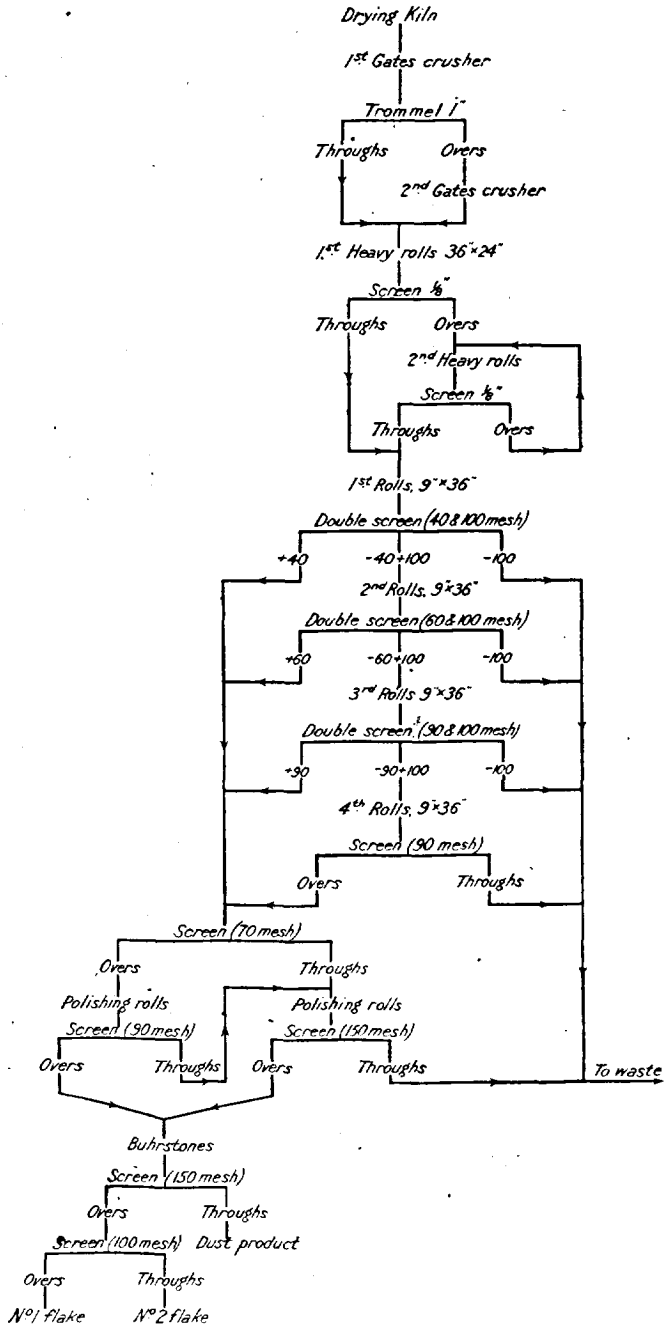 Drying Kiln
1st Gates crusher
Trommel 1"
Throughs Overs
2nd Gates crusher
1st Heavy rolls 36"×24"
Screen ⅛"
Throughs Overs
2nd Heavy rolls
Screen ⅛"
Throughs Overs
1st Rolls, 9"×36"
Double screen (40 & 100 mesh)
+40 -40+100 -100
2nd Rolls, 9"×36"
Double screen (60 & 100 mesh)
+60 -60+100 -100
3rd Rolls 9"×36"
Double screen (90 & 100 mesh)
+90 -90+100 -100
4th Rolls, 9"×36"
Screen (90 mesh)
Overs Throughs
Screen (70 mesh)
Overs Throughs
Polishing rolls Polishing rolls
Screen (90 mesh) Screen (150 mesh)
Overs Throughs Overs Throughs To waste
Buhrstones
Screen (150 mesh)
Overs Throughs
Screen (100 mesh) Dust product
Overs Throughs
Nº1 flake Nº2 flake